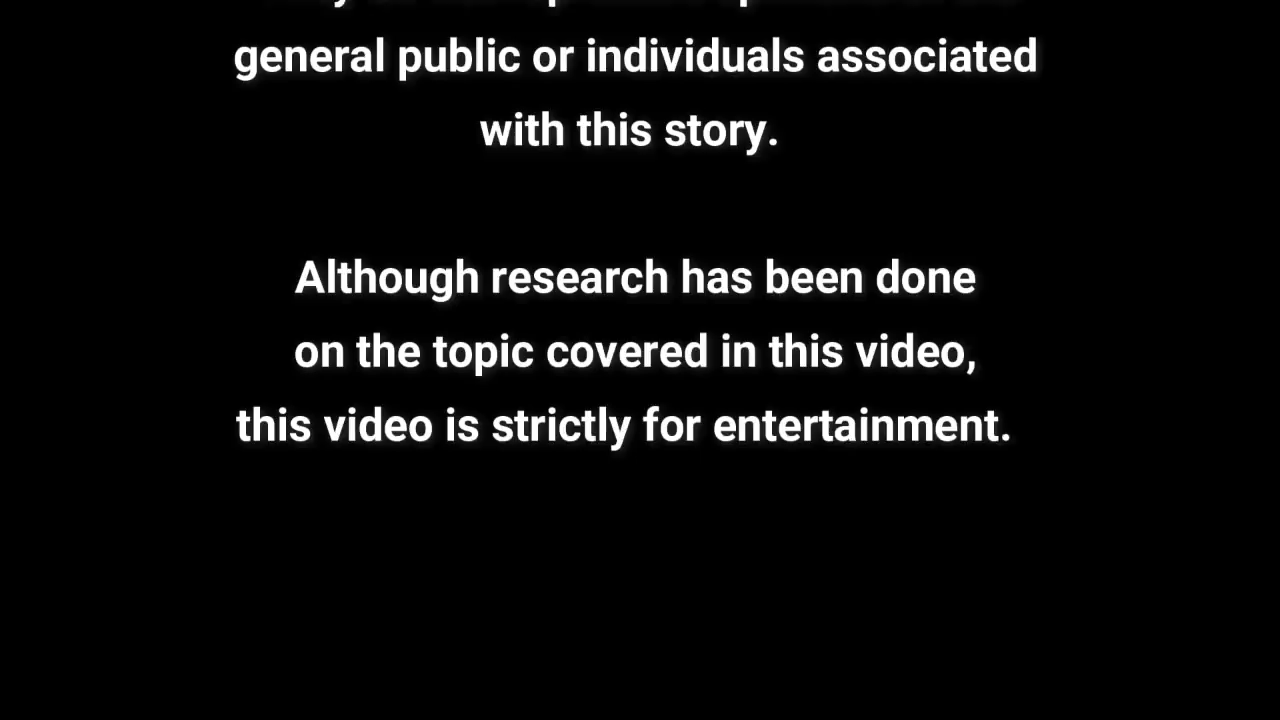 general public or individuals associated
with this story.
Although research has been done
on the topic covered in this video,
this video is strictly for entertainment.